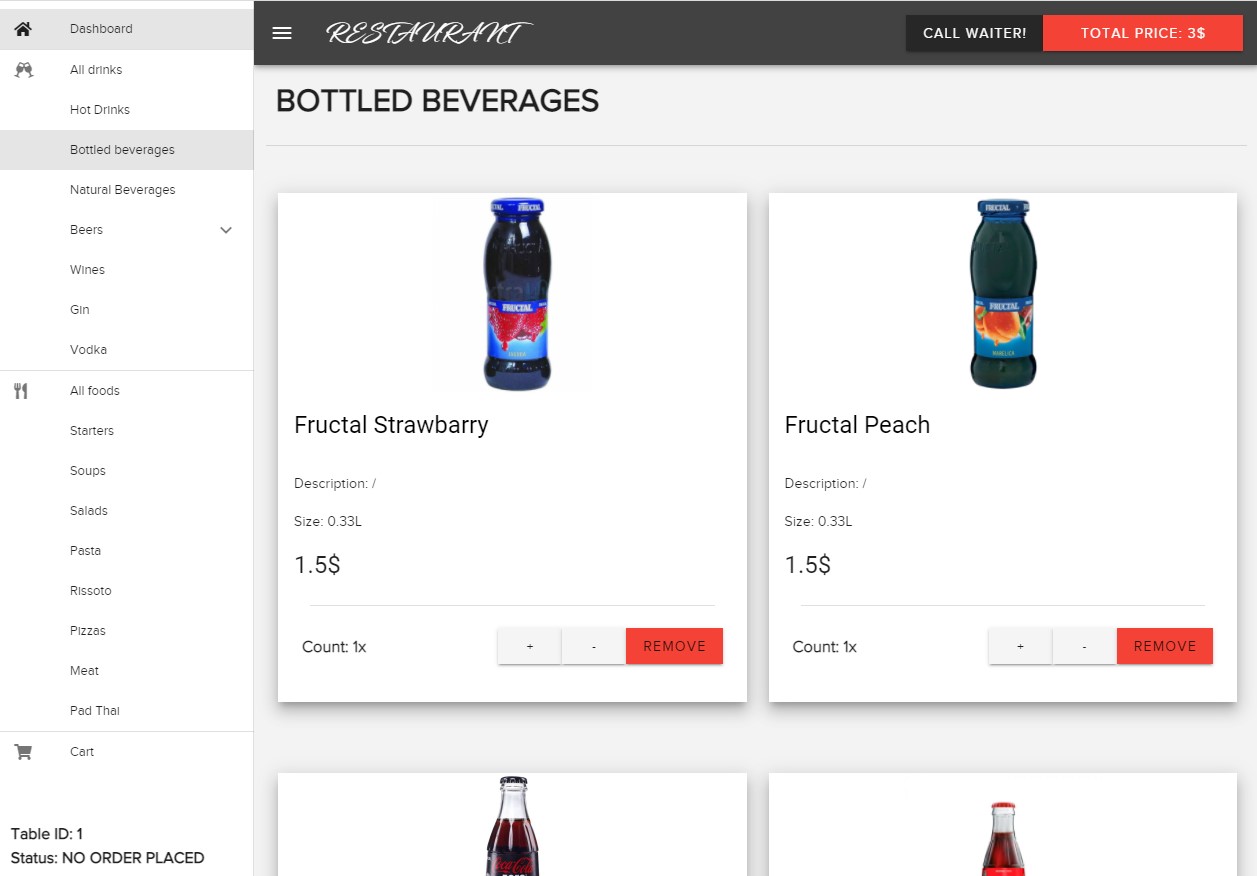 Dashboard
All drinks
Hot Drinks
Bottled beverages
Natural Beverages
Beers
Wines
Gin
Vodka
All foods
Starters
Soups
Salads
Pasta
Rissoto
Pizzas
Meat
Pad Thai
Cart
Table ID: 1
Status: NO ORDER PLACED
RESTAURANT
CALL WAITER!
TOTAL PRICE: 3$
BOTTLED BEVERAGES
FRUCTAL
FRUCTAL
Fructal Strawbarry
Description: /
Size: 0.33L
1.5$
Count: 1x
+
-
REMOVE
FRUCTAL
FRUCTAL
MARELICA
Fructal Peach
Description: /
Size: 0.33L
1.5$
Count: 1x
+
-
REMOVE
Coca-Cola